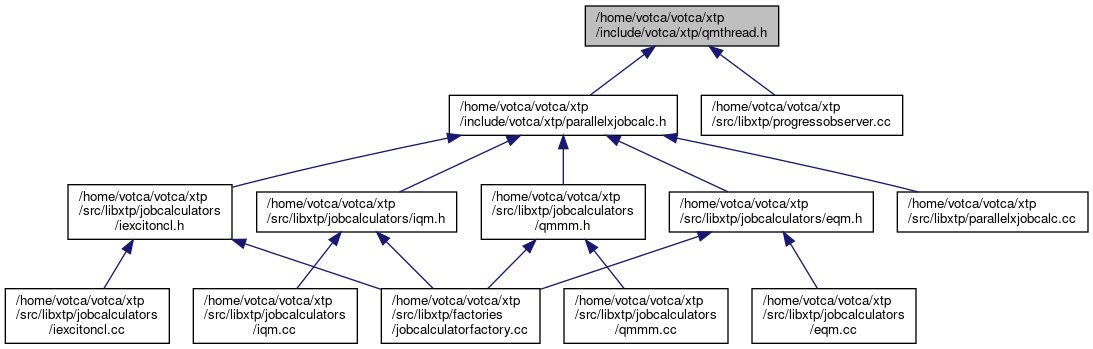 /home/votca/votca/xtp
/include/votca/xtp/qmthread.h
/home/votca/votca/xtp
/include/votca/xtp/parallelxjobcalc.h
/home/votca/votca/xtp
/src/libxtp/progressobserver.cc
/home/votca/votca/xtp
/src/libxtp/jobcalculators
/iexcitoncl.h
/home/votca/votca/xtp
/src/libxtp/jobcalculators/iqm.h
/home/votca/votca/xtp
/src/libxtp/jobcalculators
/qmmm.h
/home/votca/votca/xtp
/src/libxtp/jobcalculators/eqm.h
/home/votca/votca/xtp
/src/libxtp/parallelxjobcalc.cc
/home/votca/votca/xtp
/src/libxtp/jobcalculators
/iexcitoncl.cc
/home/votca/votca/xtp
/src/libxtp/jobcalculators
/iqm.cc
/home/votca/votca/xtp
/src/libxtp/factories
/jobcalculatorfactory.cc
/home/votca/votca/xtp
/src/libxtp/jobcalculators
/qmmm.cc
/home/votca/votca/xtp
/src/libxtp/jobcalculators
/eqm.cc